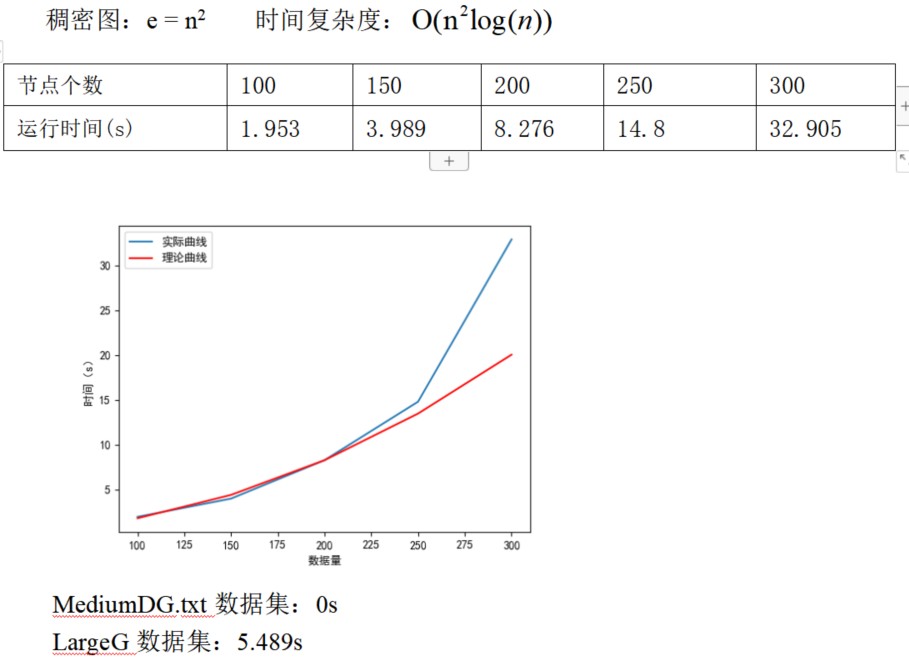 稠密图：e = n² 时间复杂度：O(n²log(n))
节点个数 100 150 200 250 300
运行时间(s) 1.953 3.989 8.276 14.8 32.905
实际曲线
理论曲线
30
25
20
15
10
5
时间（s）
100 125 150 175 200 225 250 275 300
数据量
MediumDG.txt 数据集：0s
LargeG 数据集：5.489s